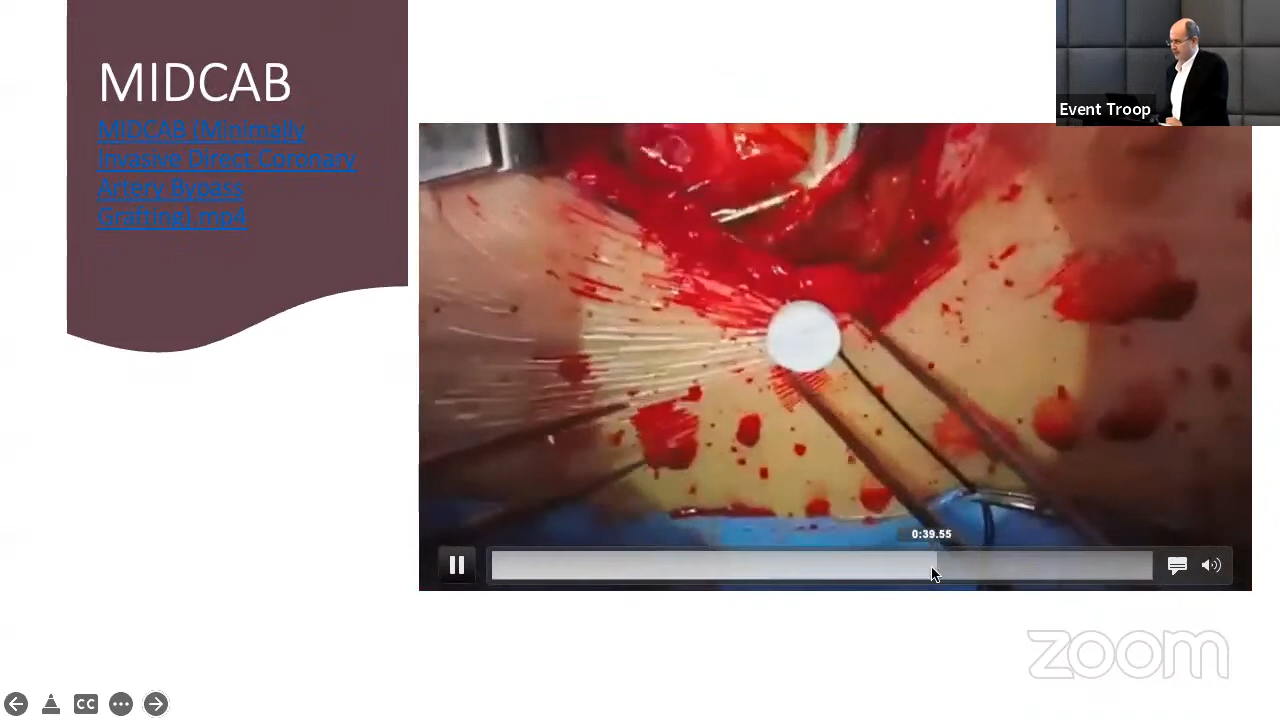 MIDCAB
MIDCAB (Minimally
Invasive Direct Coronary
Artery Bypass
Grafting).mp4
Event Troop
0:39.55
zoom
CC